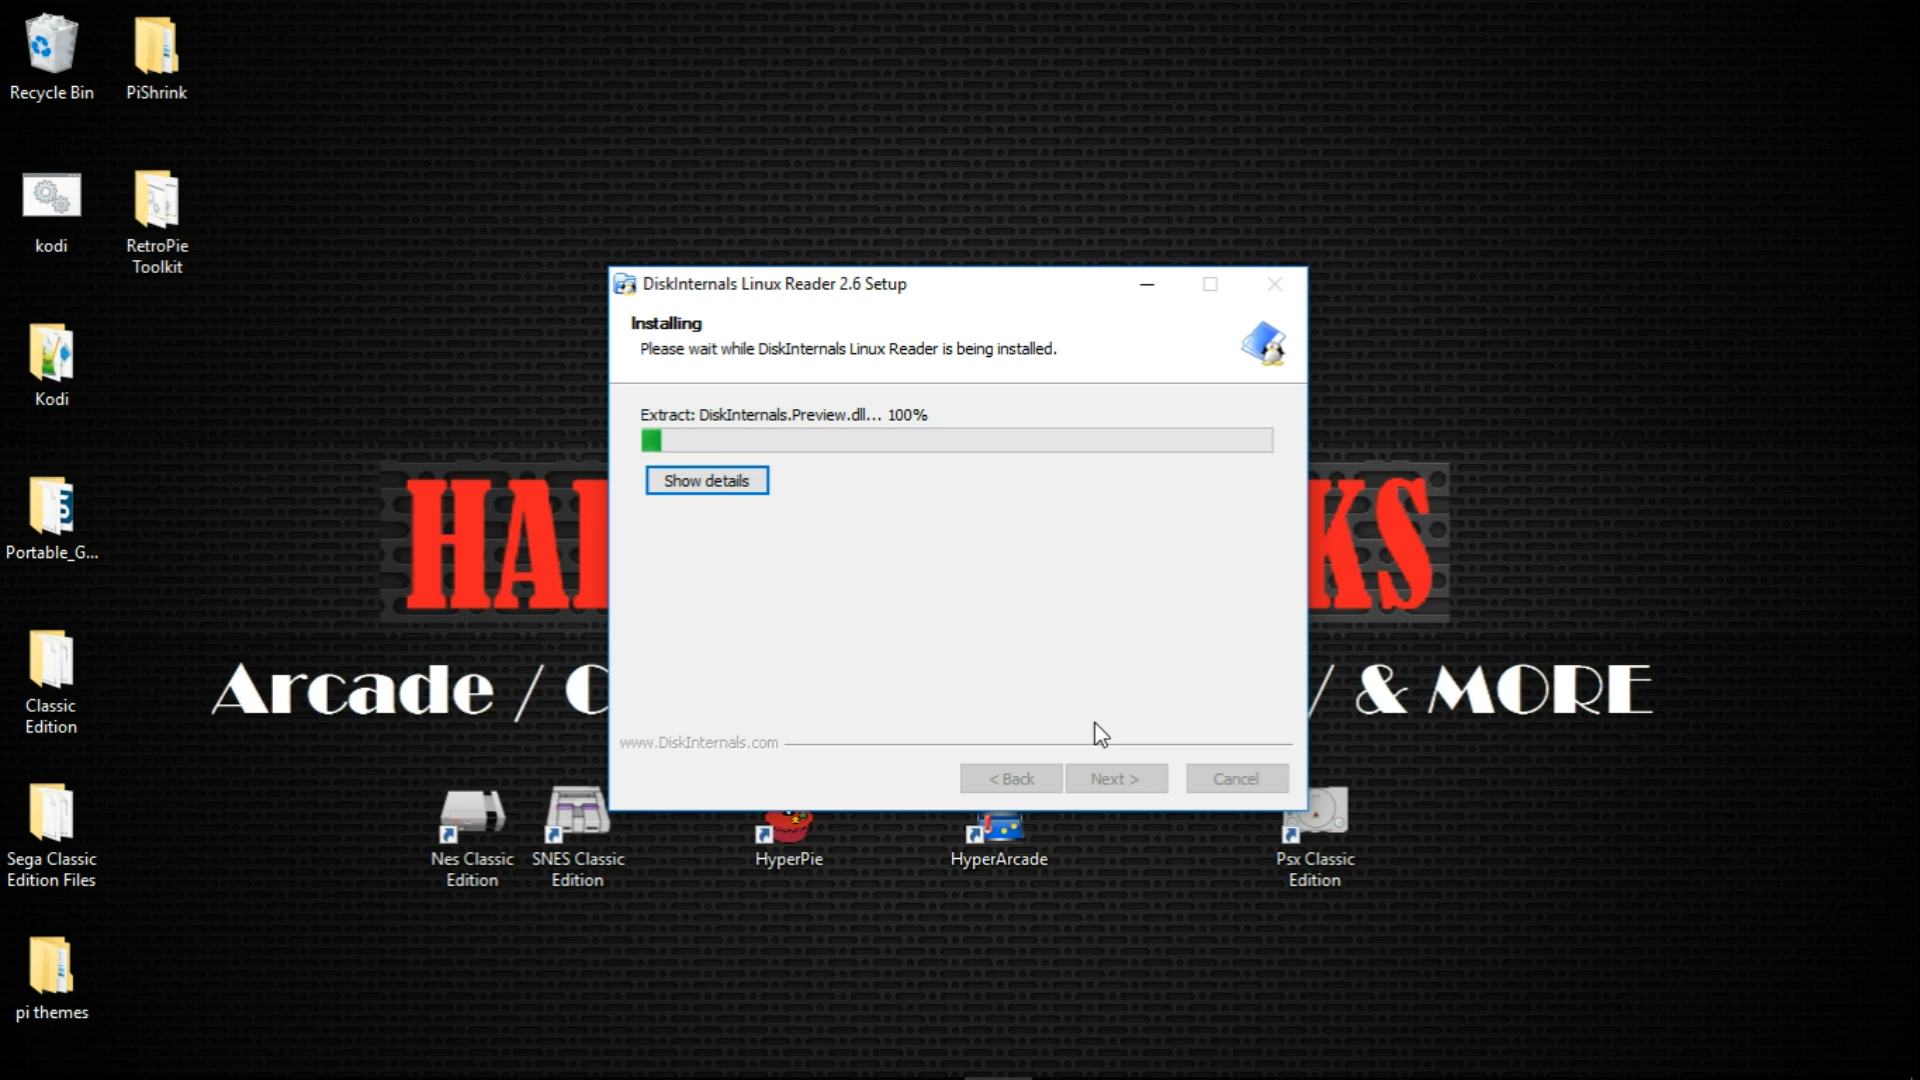 Recycle Bin
PiShrink
kodi
RetroPie
Toolkit
Kodi
Portable_G...
Classic
Edition
Sega Classic
Edition Files
pi themes
DiskInternals Linux Reader 2.6 Setup
Installing
Please wait while DiskInternals Linux Reader is being installed.
Extract: DiskInternals.Preview.dll... 100%
Show details
www.DiskInternals.com
< Back
Next >
Cancel
Arcade /
/ & MORE
Nes Classic
Edition
SNES Classic
Edition
HyperPie
HyperArcade
Psx Classic
Edition